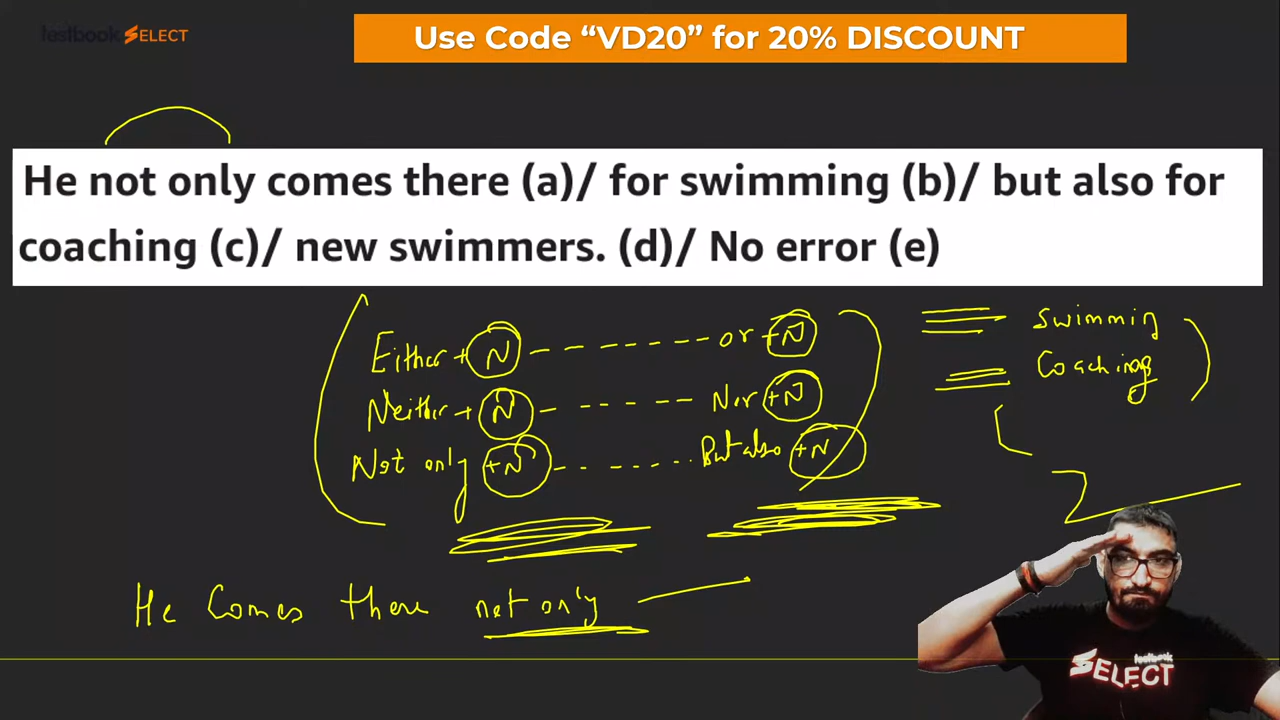 testbook SELECT
Use Code “VD20” for 20% DISCOUNT
He not only comes there (a)/ for swimming (b)/ but also for
coaching (c)/ new swimmers. (d)/ No error (e)
Either + N ------- or + N
Neither + N ------ Nor + N
Not only + N ------ But also + N
Swimming
Coaching
He Comes there not only
testbook
SELECT